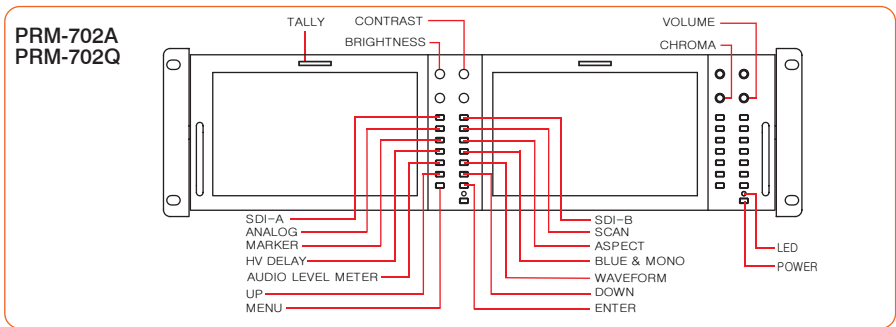 PRM-702A
PRM-702Q
TALLY
CONTRAST
BRIGHTNESS
VOLUME
CHROMA
SDI-A
ANALOG
MARKER
HV DELAY
AUDIO LEVEL METER
UP
MENU
SDI-B
SCAN
ASPECT
BLUE & MONO
WAVEFORM
DOWN
ENTER
LED
POWER